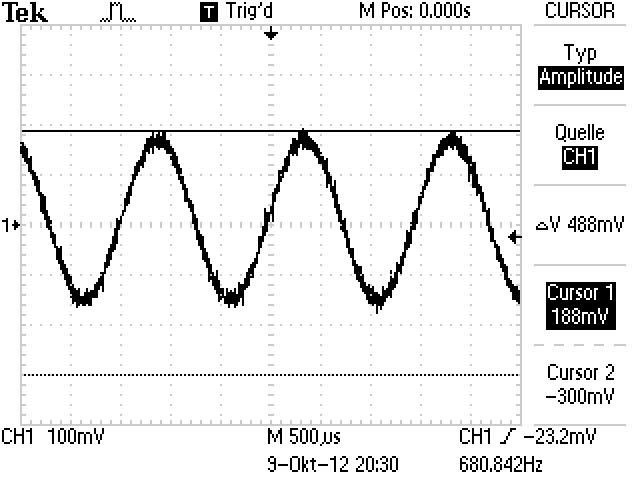 Tek T Trig'd M Pos: 0.000s CURSOR
Typ
Amplitude
Quelle
CH1
1
△V 488mV
Cursor 1
188mV
Cursor 2
-300mV
CH1 100mV M 500µs CH1 -23.2mV
9-Okt-12 20:30 680.842Hz